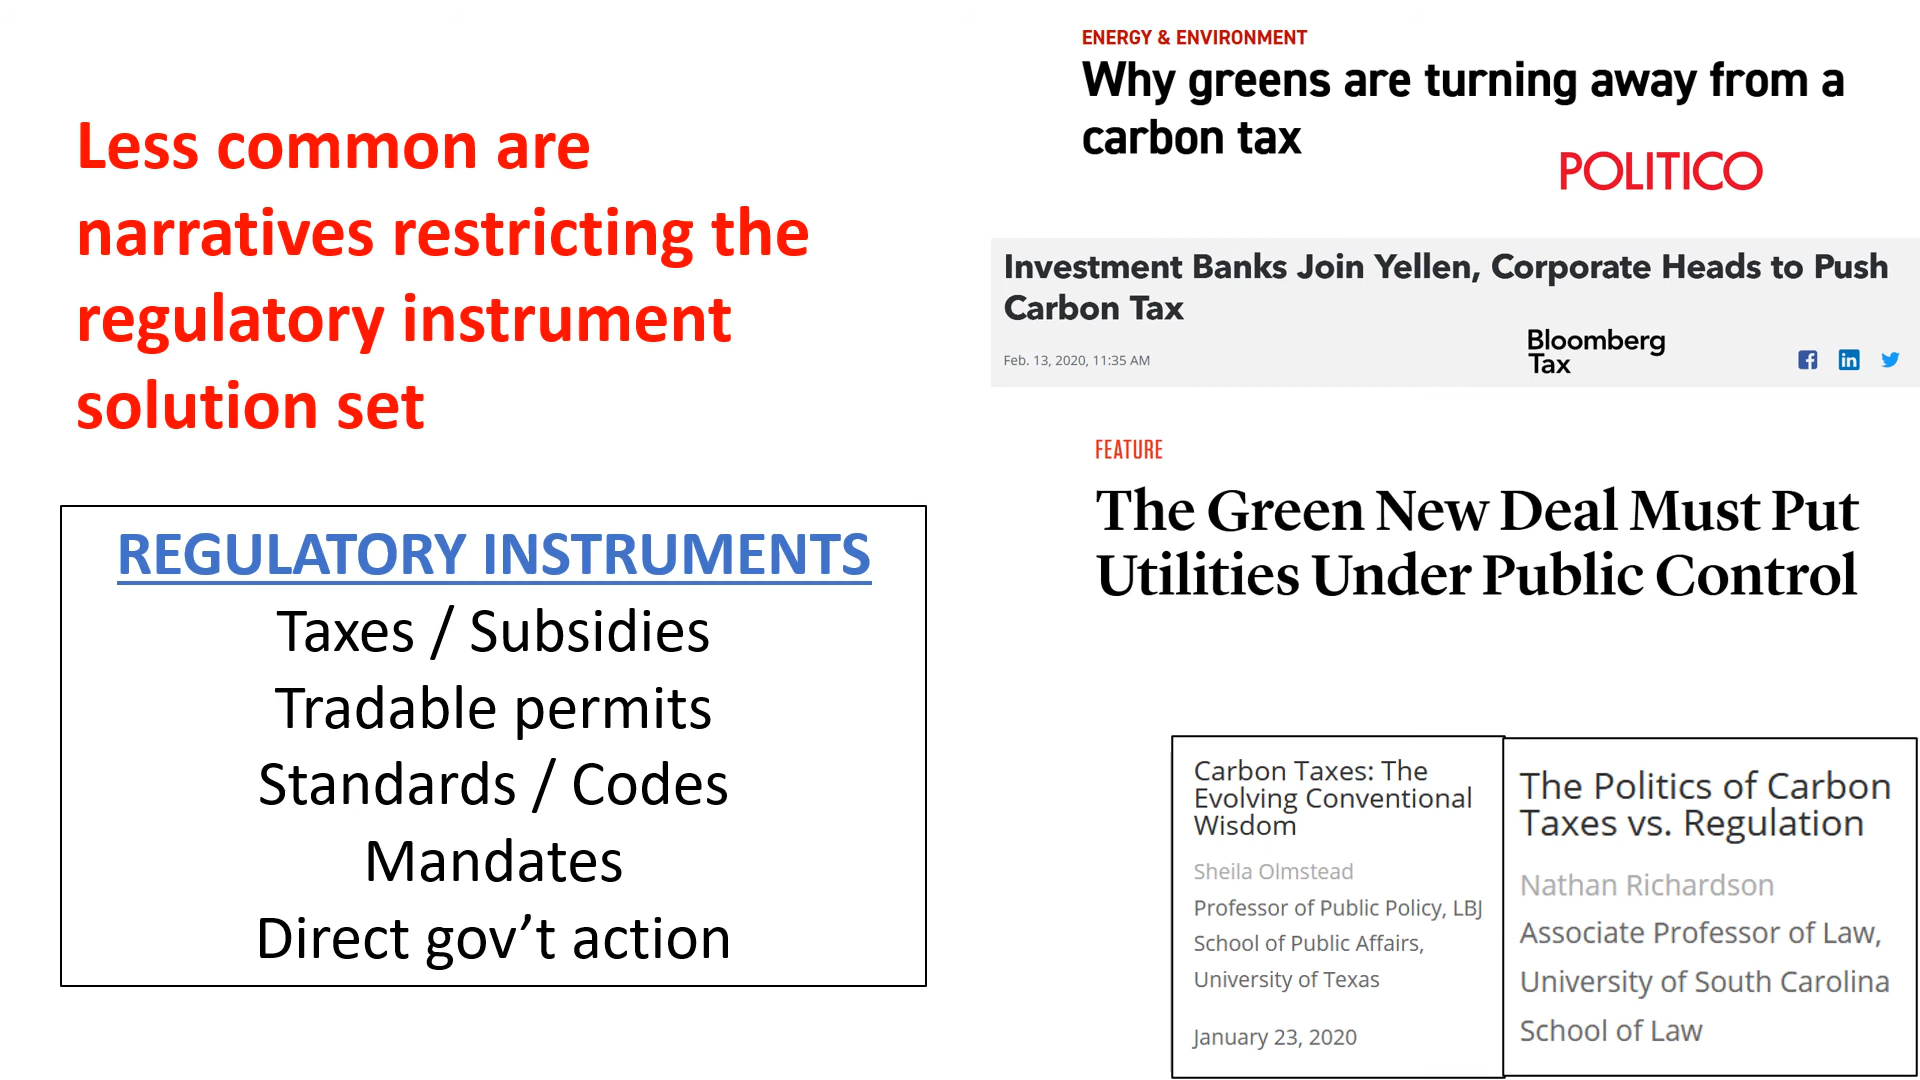 Less common are
narratives restricting the
regulatory instrument
solution set
REGULATORY INSTRUMENTS
Taxes / Subsidies
Tradable permits
Standards / Codes
Mandates
Direct gov’t action
ENERGY & ENVIRONMENT
Why greens are turning away from a
carbon tax
POLITICO
Investment Banks Join Yellen, Corporate Heads to Push
Carbon Tax
Feb. 13, 2020, 11:35 AM
Bloomberg
Tax
FEATURE
The Green New Deal Must Put
Utilities Under Public Control
Carbon Taxes: The
Evolving Conventional
Wisdom
Sheila Olmstead
Professor of Public Policy, LBJ
School of Public Affairs,
University of Texas
January 23, 2020
The Politics of Carbon
Taxes vs. Regulation
Nathan Richardson
Associate Professor of Law,
University of South Carolina
School of Law